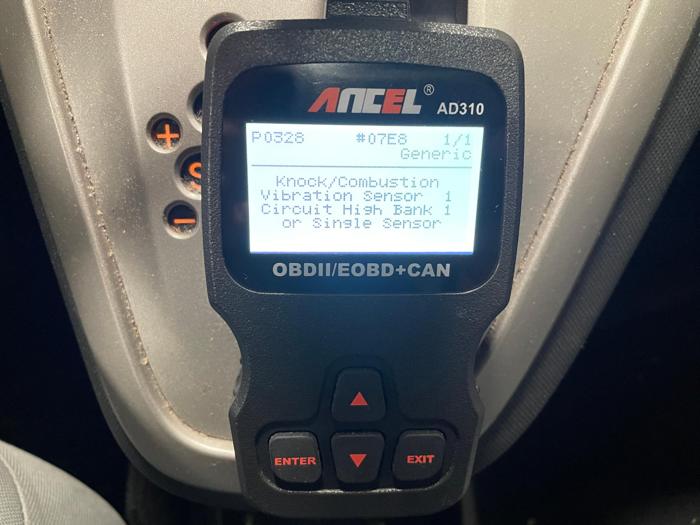 ANCEL®
AD310
P0328 #07E8 1/1
Generic
Knock/Combustion
Vibration Sensor 1
Circuit High Bank 1
or Single Sensor
OBDII/EOBD+CAN
ENTER EXIT
+
-